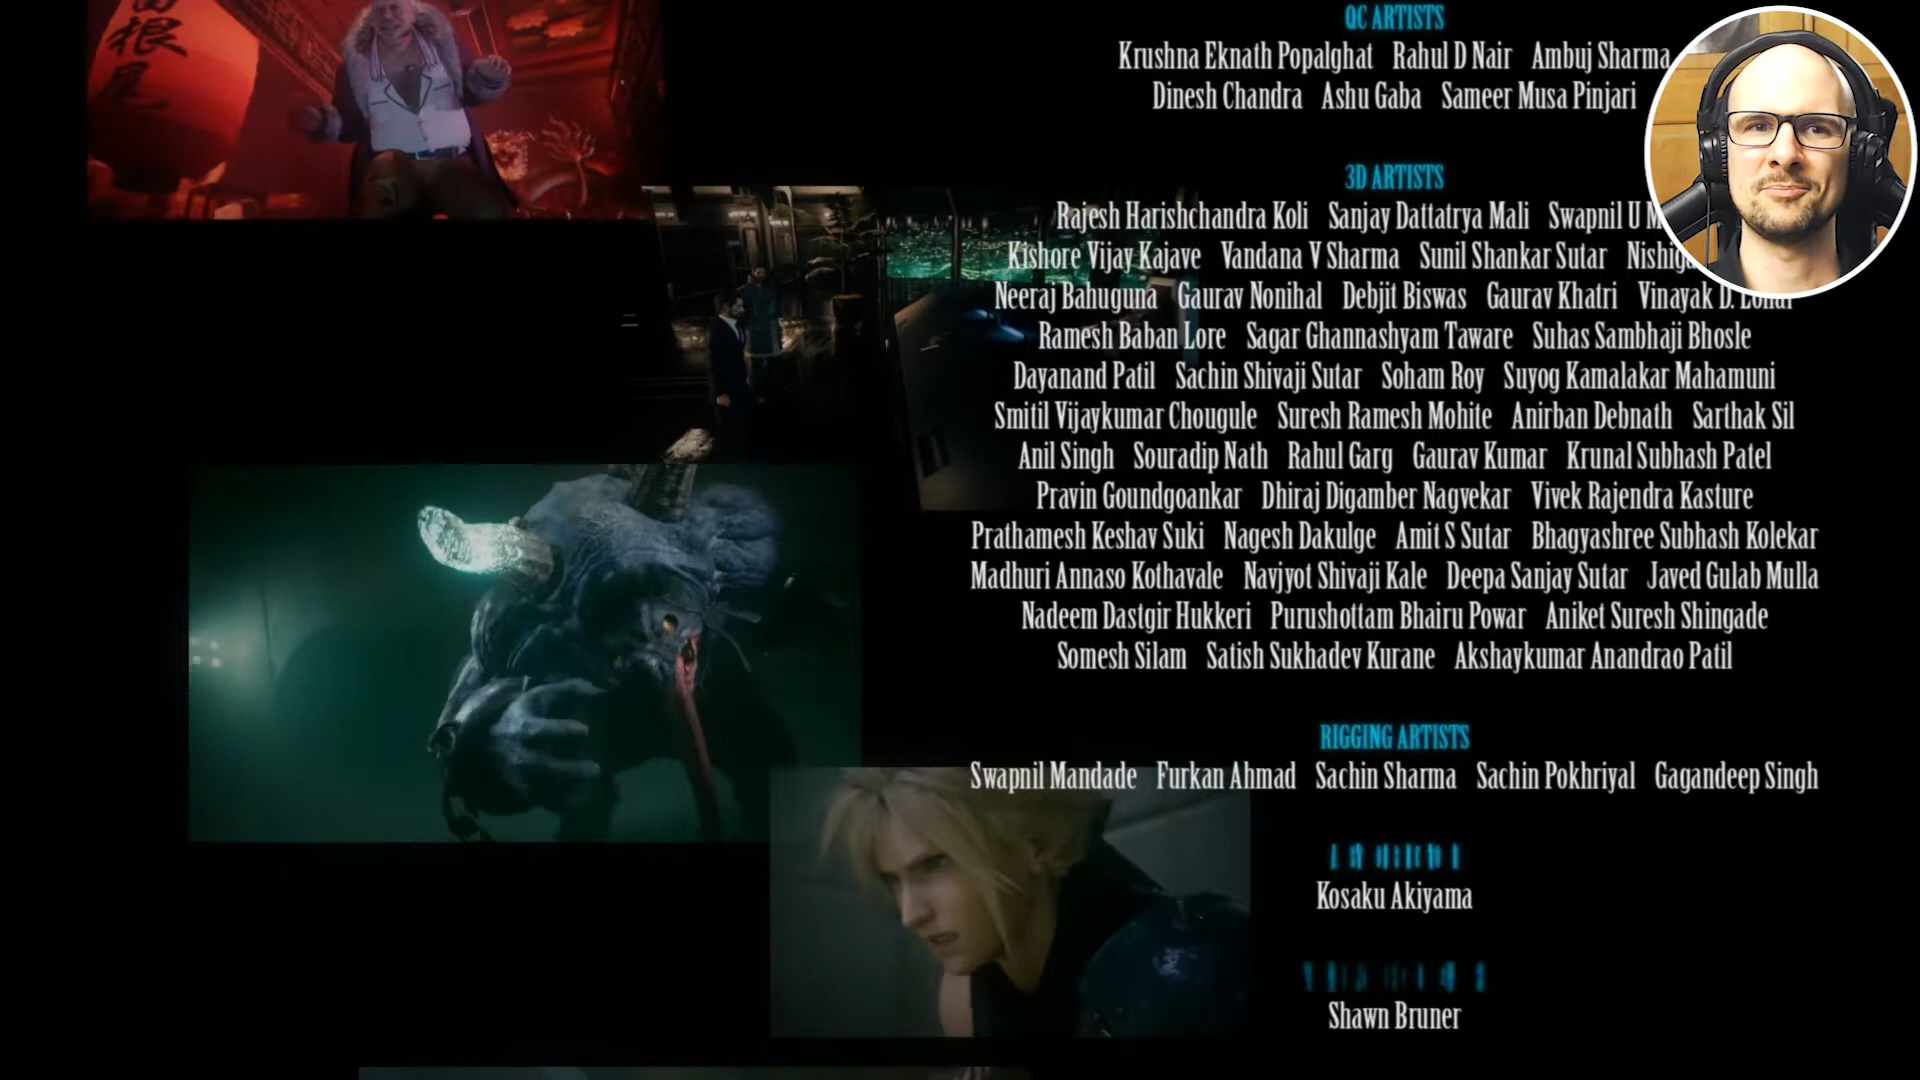 留
根
尾
QC ARTISTS
Krushna Eknath Popalghat Rahul D Nair Ambuj Sharma
Dinesh Chandra Ashu Gaba Sameer Musa Pinjari
3D ARTISTS
Rajesh Harishchandra Koli Sanjay Dattatrya Mali Swapnil U
Kishore Vijay Kajave Vandana V Sharma Sunil Shankar Sutar
Neeraj Bahuguna Gaurav Nonihal Debjit Biswas Gaurav Khatri Vinayak D.
Ramesh Baban Lore Sagar Ghannashyam Taware Suhas Sambhaji Bhosle
Dayanand Patil Sachin Shivaji Sutar Soham Roy Suyog Kamalakar Mahamuni
Smitil Vijaykumar Chougule Suresh Ramesh Mohite Anirban Debnath Sarthak Sil
Anil Singh Souradip Nath Rahul Garg Gaurav Kumar Krunal Subhash Patel
Pravin Goundgoankar Dhiraj Digamber Nagvekar Vivek Rajendra Kasture
Prathamesh Keshav Suki Nagesh Dakulge Amit S Sutar Bhagyashree Subhash Kolekar
Madhuri Annaso Kothavale Navjyot Shivaji Kale Deepa Sanjay Sutar Javed Gulab Mulla
Nadeem Dastgir Hukkeri Purushottam Bhairu Powar Aniket Suresh Shingade
Somesh Silam Satish Sukhadev Kurane Akshaykumar Anandrao Patil
RIGGING ARTISTS
Swapnil Mandade Furkan Ahmad Sachin Sharma Sachin Pokhriyal Gagandeep Singh
Kosaku Akiyama
Shawn Bruner